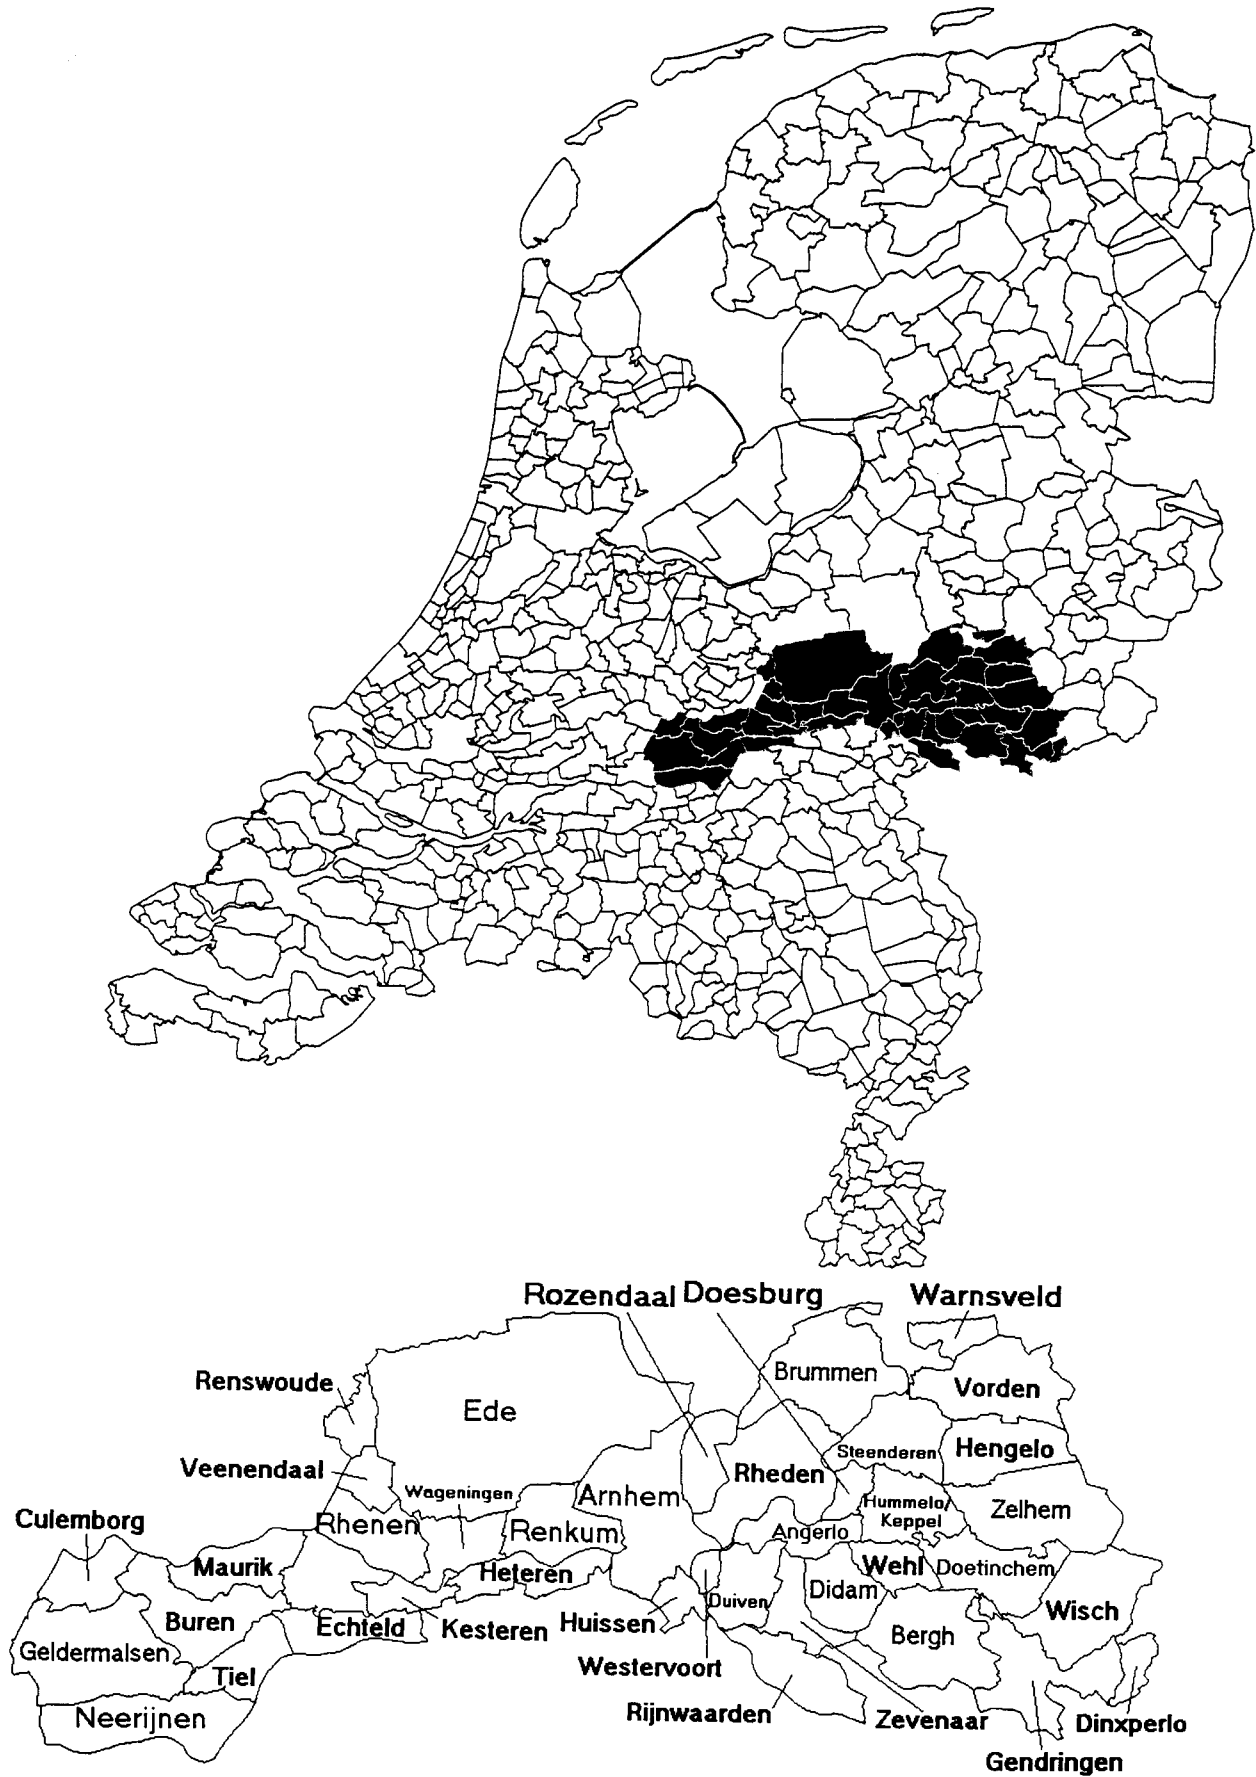 Rozendaal Doesburg Warnsveld
Brummen
Renswoude
Vorden
Ede
Steenderen Hengelo
Veenendaal
Rheden
Wageningen
Arnhem
Hummelo/
Keppel
Zelhem
Culemborg
Rhenen
Renkum
Angerlo
Maurik
Heteren
Wehl Doetinchem
Didam
Duiven
Wisch
Buren
Echteld
Kesteren Huissen
Bergh
Geldermalsen
Tiel
Westervoort
Neerijnen
Rijnwaarden
Zevenaar
Dinxperlo
Gendringen